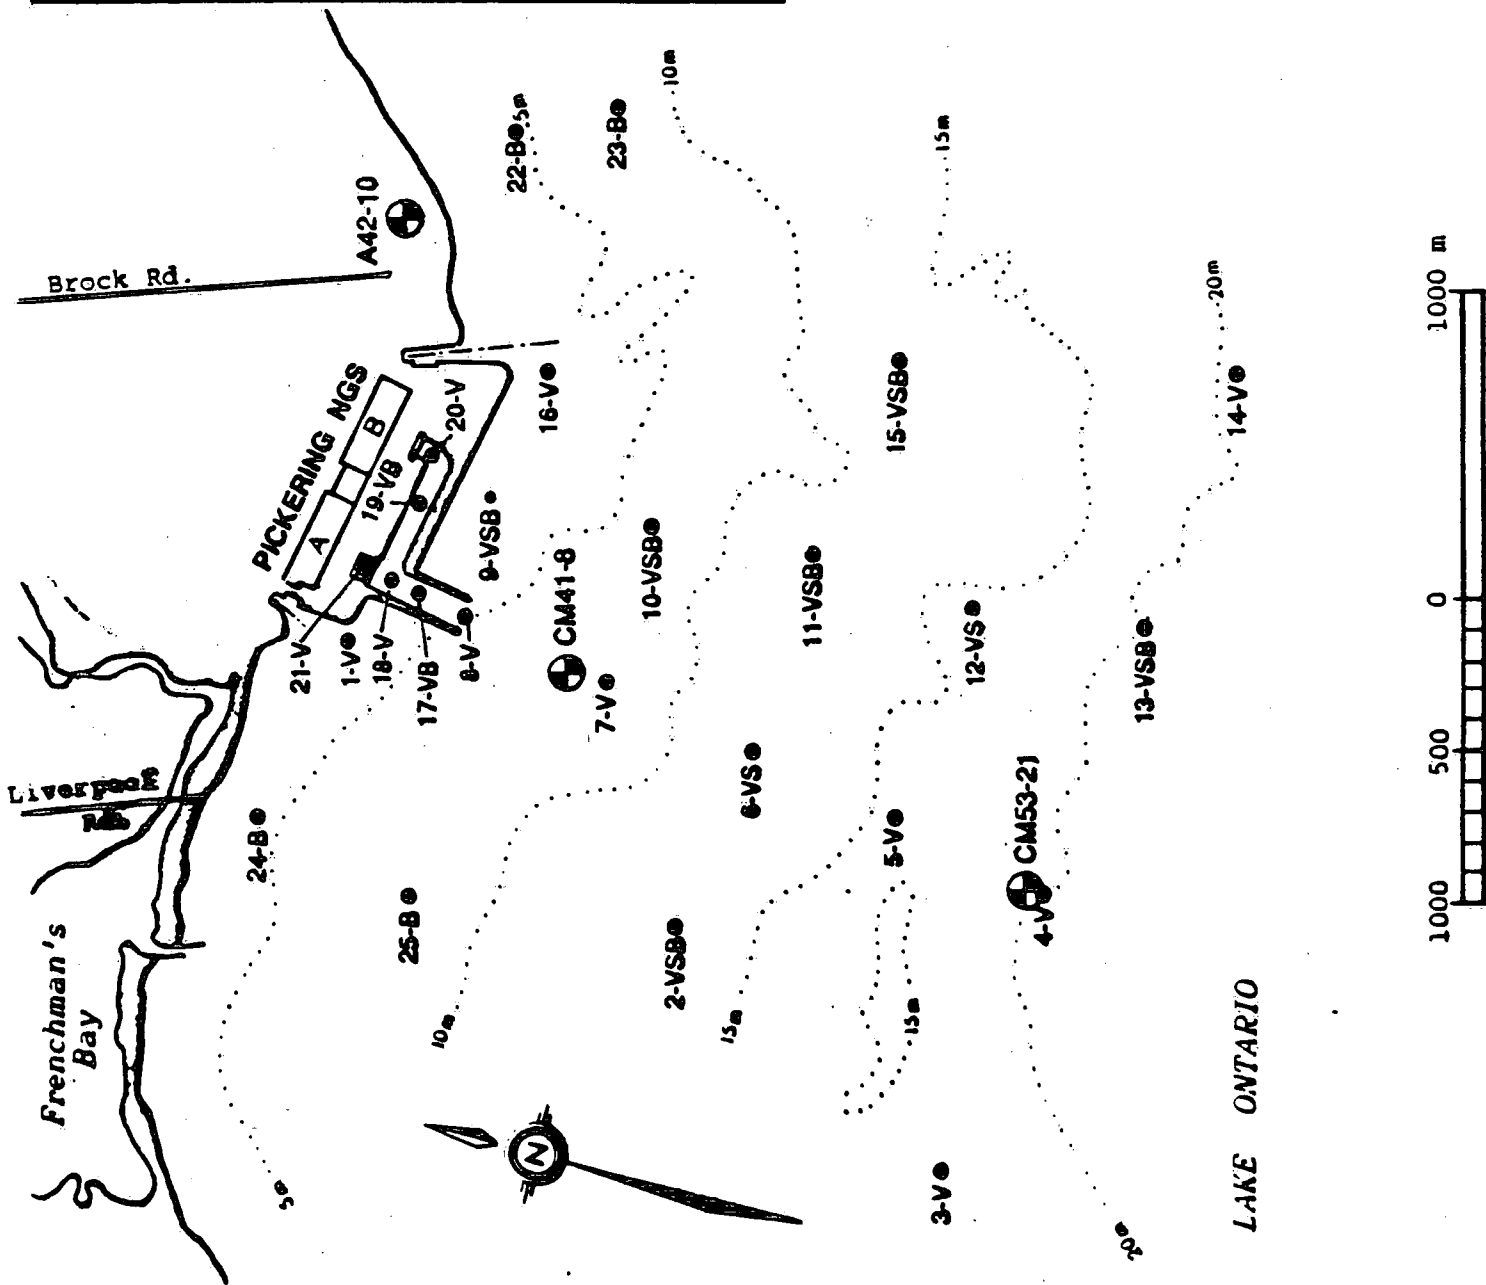 Brock Rd.
A42-10
22-B
5m
23-B
10m
15m
20m
PICKERING NGS
A
B
19-VB
20-V
16-V
9-VSB
21-V
1-V
18-V
17-VB
8-V
CM41-8
7-V
10-VSB
11-VSB
15-VSB
14-V
12-VS
13-VSB
6-VS
5-V
CM53-21
4-V
Liverpool
Rd.
24-B
25-B
2-VSB
3-V
Frenchman's
Bay
5m
10m
15m
15m
20m
N
LAKE ONTARIO
1000 500 0 1000 m